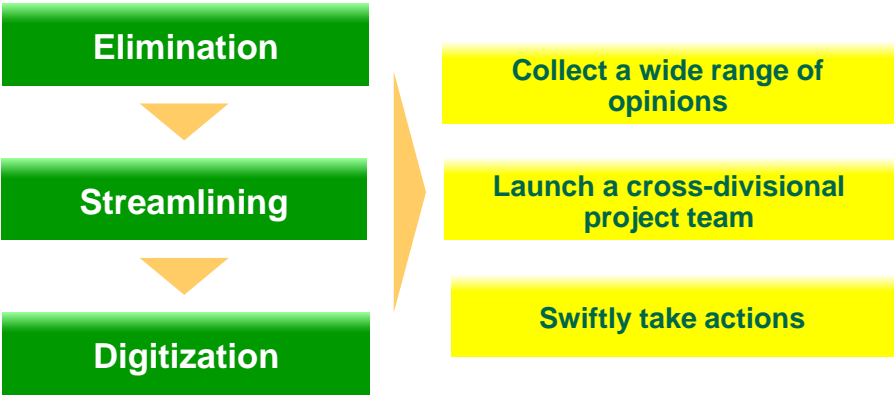 Elimination
Streamlining
Digitization
Collect a wide range of
opinions
Launch a cross-divisional
project team
Swiftly take actions